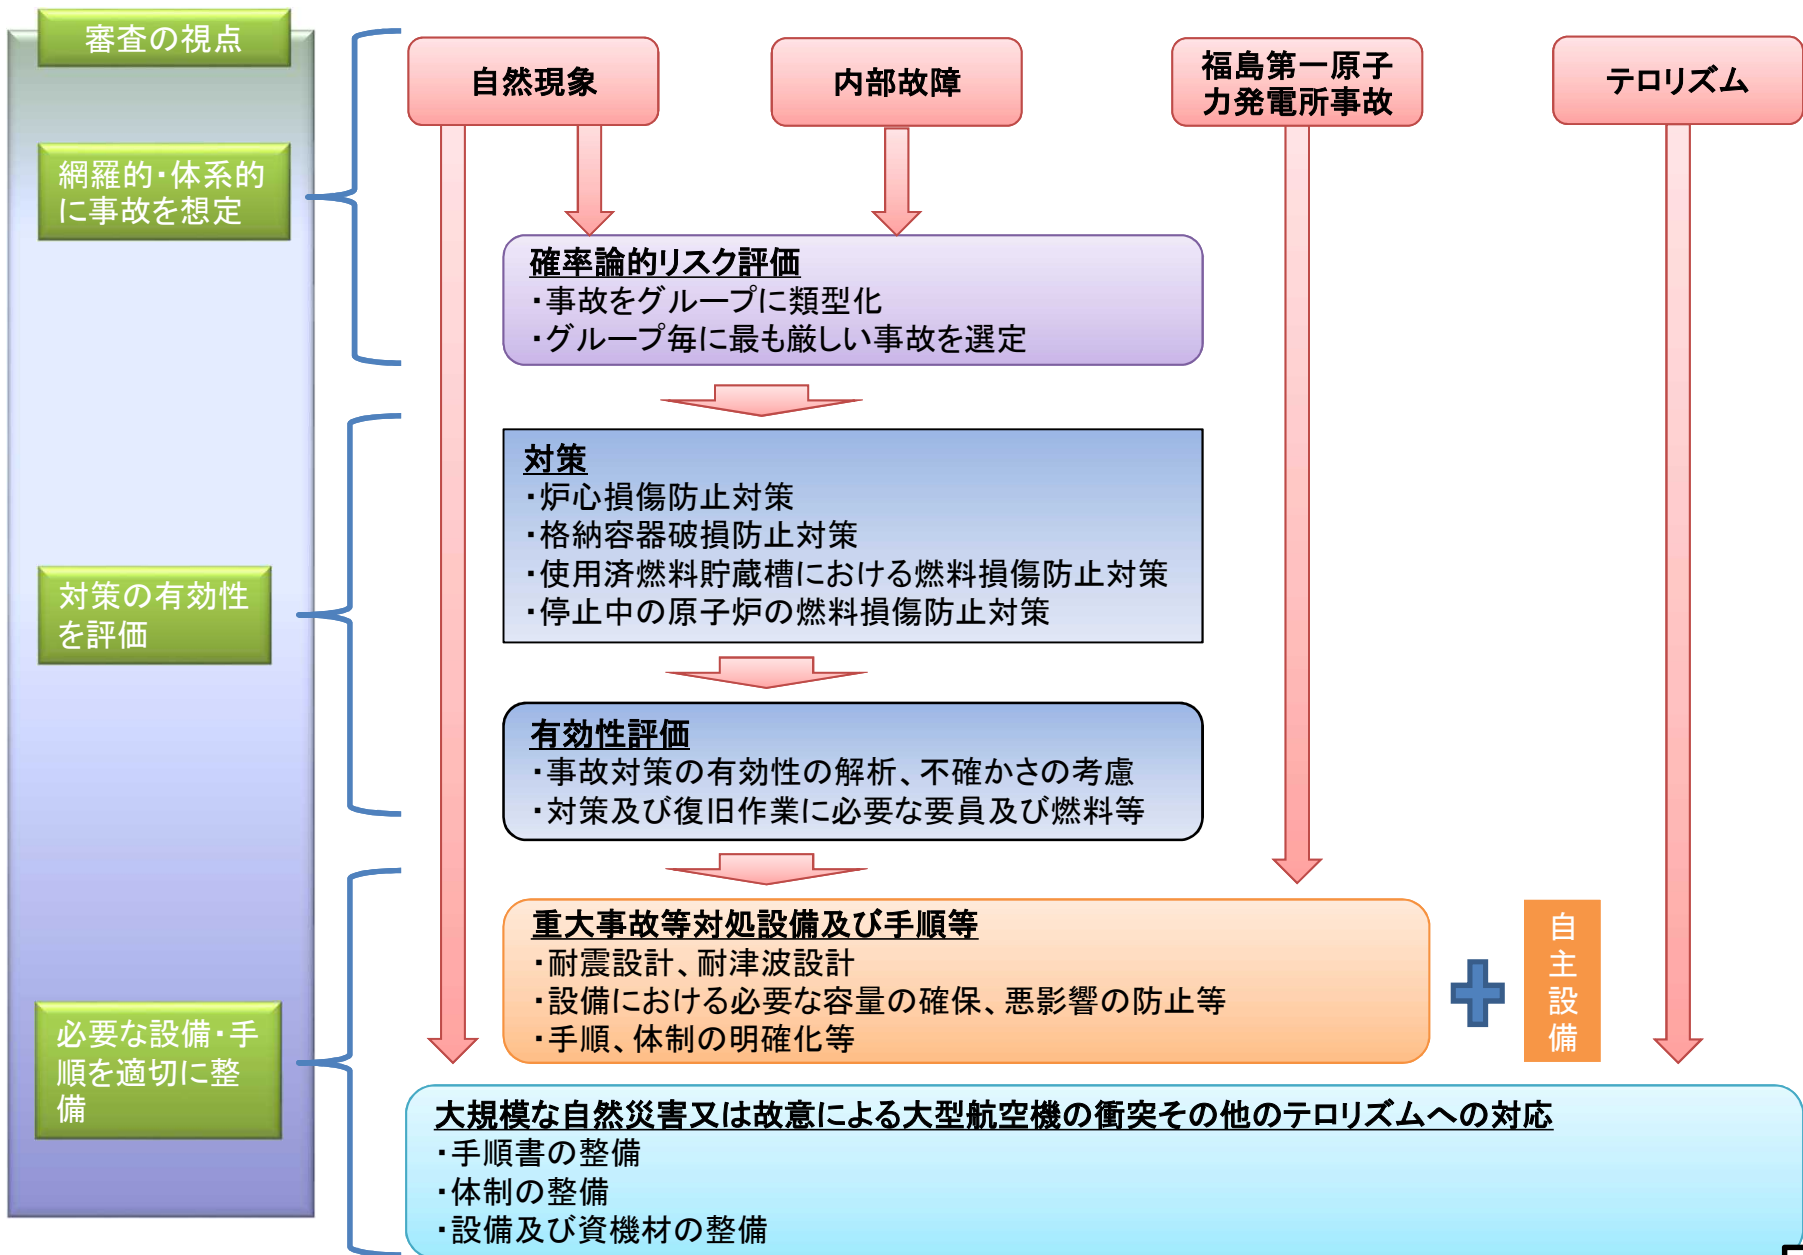 審査の視点
網羅的・体系的
に事故を想定
対策の有効性
を評価
必要な設備・手
順を適切に整
備
自然現象
内部故障
福島第一原子
力発電所事故
テロリズム
確率論的リスク評価
・事故をグループに類型化
・グループ毎に最も厳しい事故を選定
対策
・炉心損傷防止対策
・格納容器破損防止対策
・使用済燃料貯蔵槽における燃料損傷防止対策
・停止中の原子炉の燃料損傷防止対策
有効性評価
・事故対策の有効性の解析、不確かさの考慮
・対策及び復旧作業に必要な要員及び燃料等
重大事故等対処設備及び手順等
・耐震設計、耐津波設計
・設備における必要な容量の確保、悪影響の防止等
・手順、体制の明確化等
自主設備
大規模な自然災害又は故意による大型航空機の衝突その他のテロリズムへの対応
・手順書の整備
・体制の整備
・設備及び資機材の整備